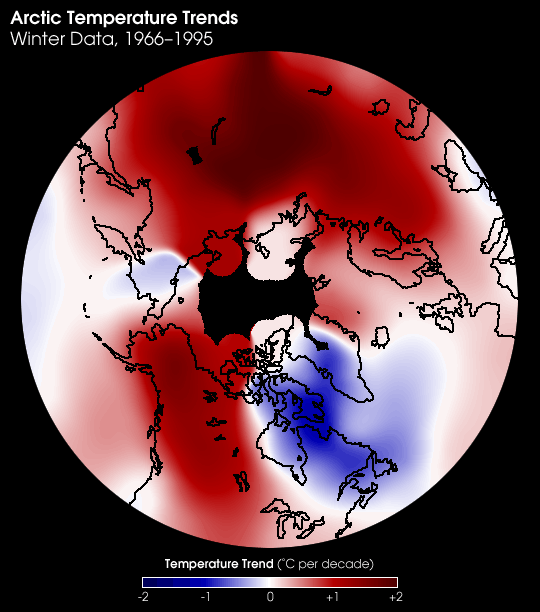 Arctic Temperature Trends
Winter Data, 1966–1995
Temperature Trend (°C per decade)
-2 -1 0 +1 +2